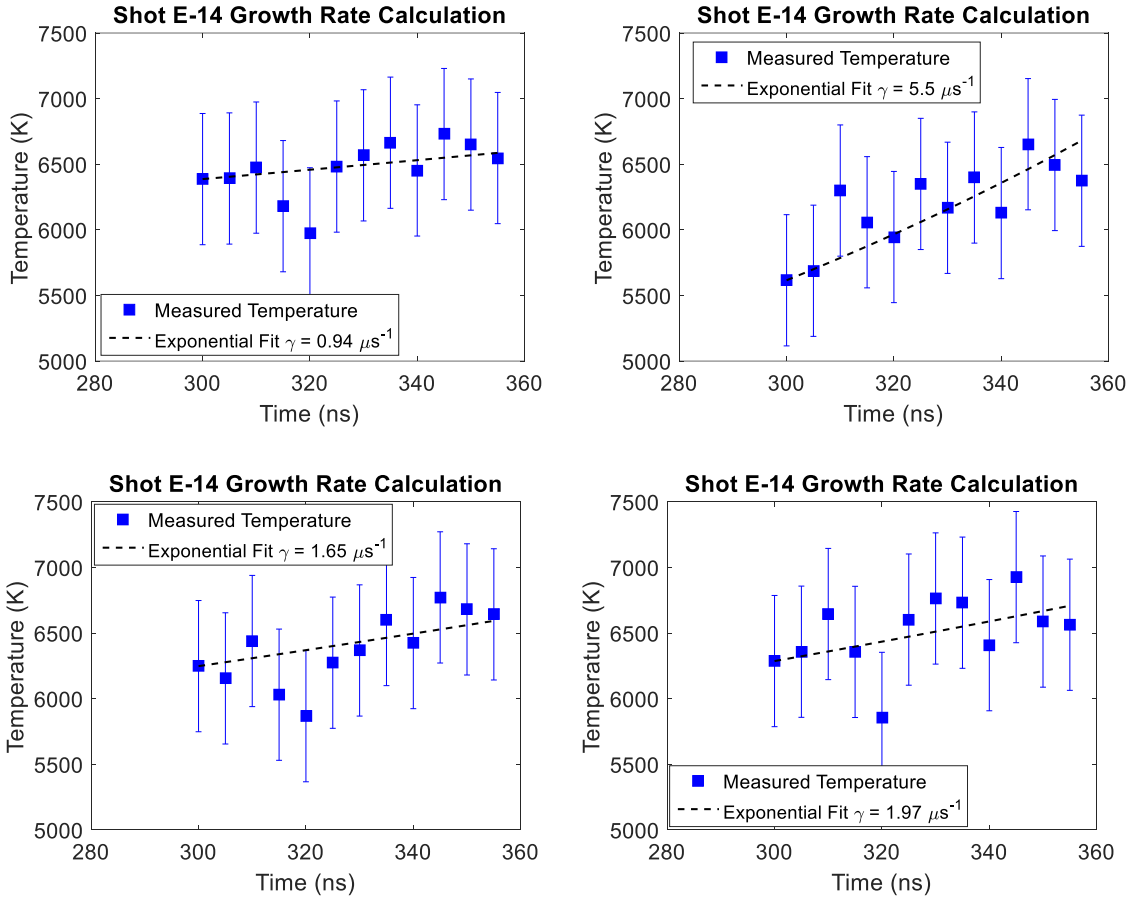 Shot E-14 Growth Rate Calculation
7500
7000
6500
6000
5500
5000
Temperature (K)
Measured Temperature
Exponential Fit γ = 0.94 μs-1
280
300
320
340
360
Time (ns)
Shot E-14 Growth Rate Calculation
7500
7000
6500
6000
5500
5000
Temperature (K)
Measured Temperature
Exponential Fit γ = 5.5 μs-1
280
300
320
340
360
Time (ns)
Shot E-14 Growth Rate Calculation
7500
7000
6500
6000
5500
5000
Temperature (K)
Measured Temperature
Exponential Fit γ = 1.65 μs-1
280
300
320
340
360
Time (ns)
Shot E-14 Growth Rate Calculation
7500
7000
6500
6000
5500
5000
Temperature (K)
Measured Temperature
Exponential Fit γ = 1.97 μs-1
280
300
320
340
360
Time (ns)